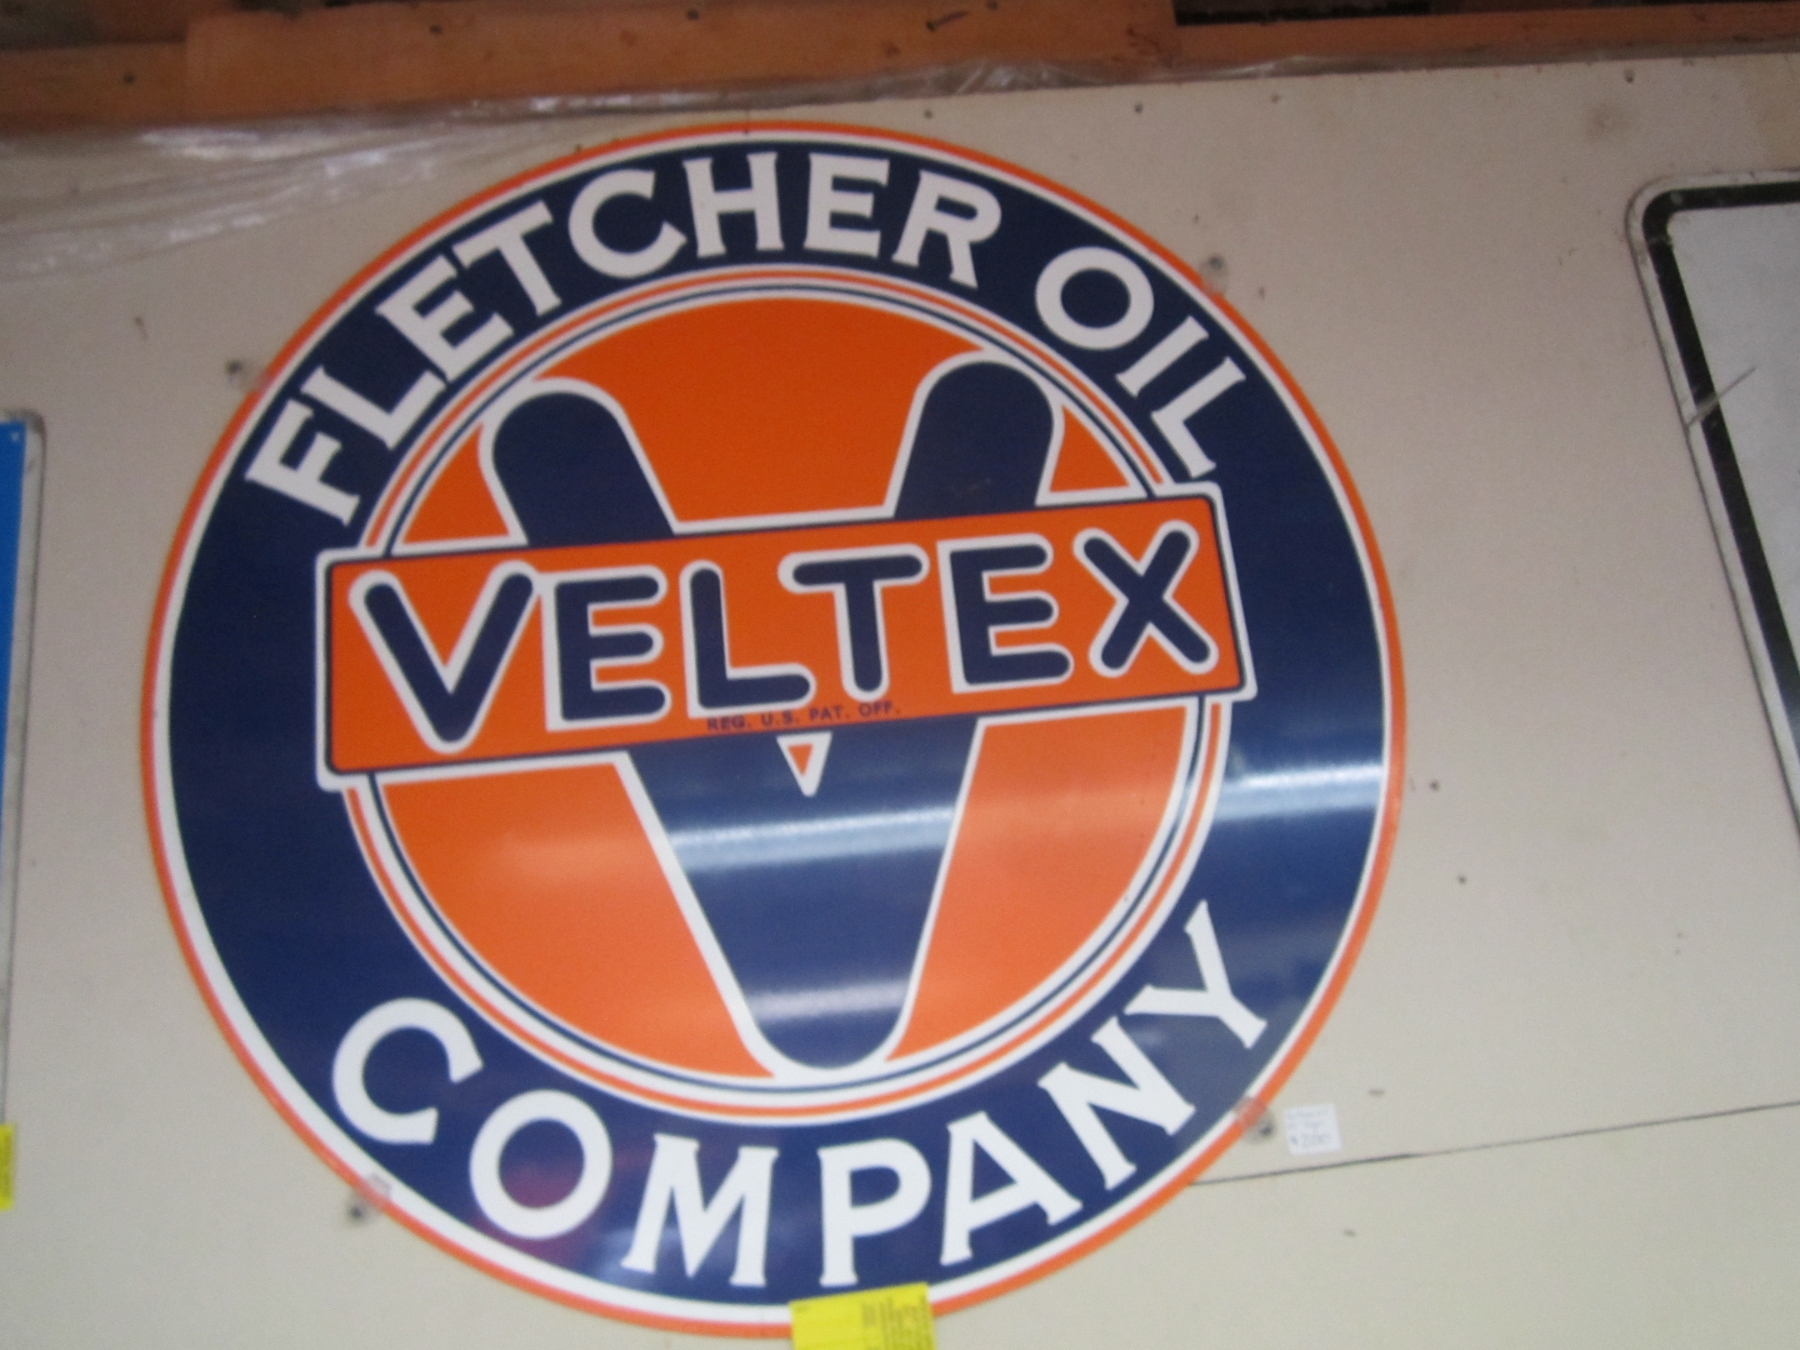 FLETCHER OIL
VELTEX
REG. U.S. PAT. OFF.
COMPANY